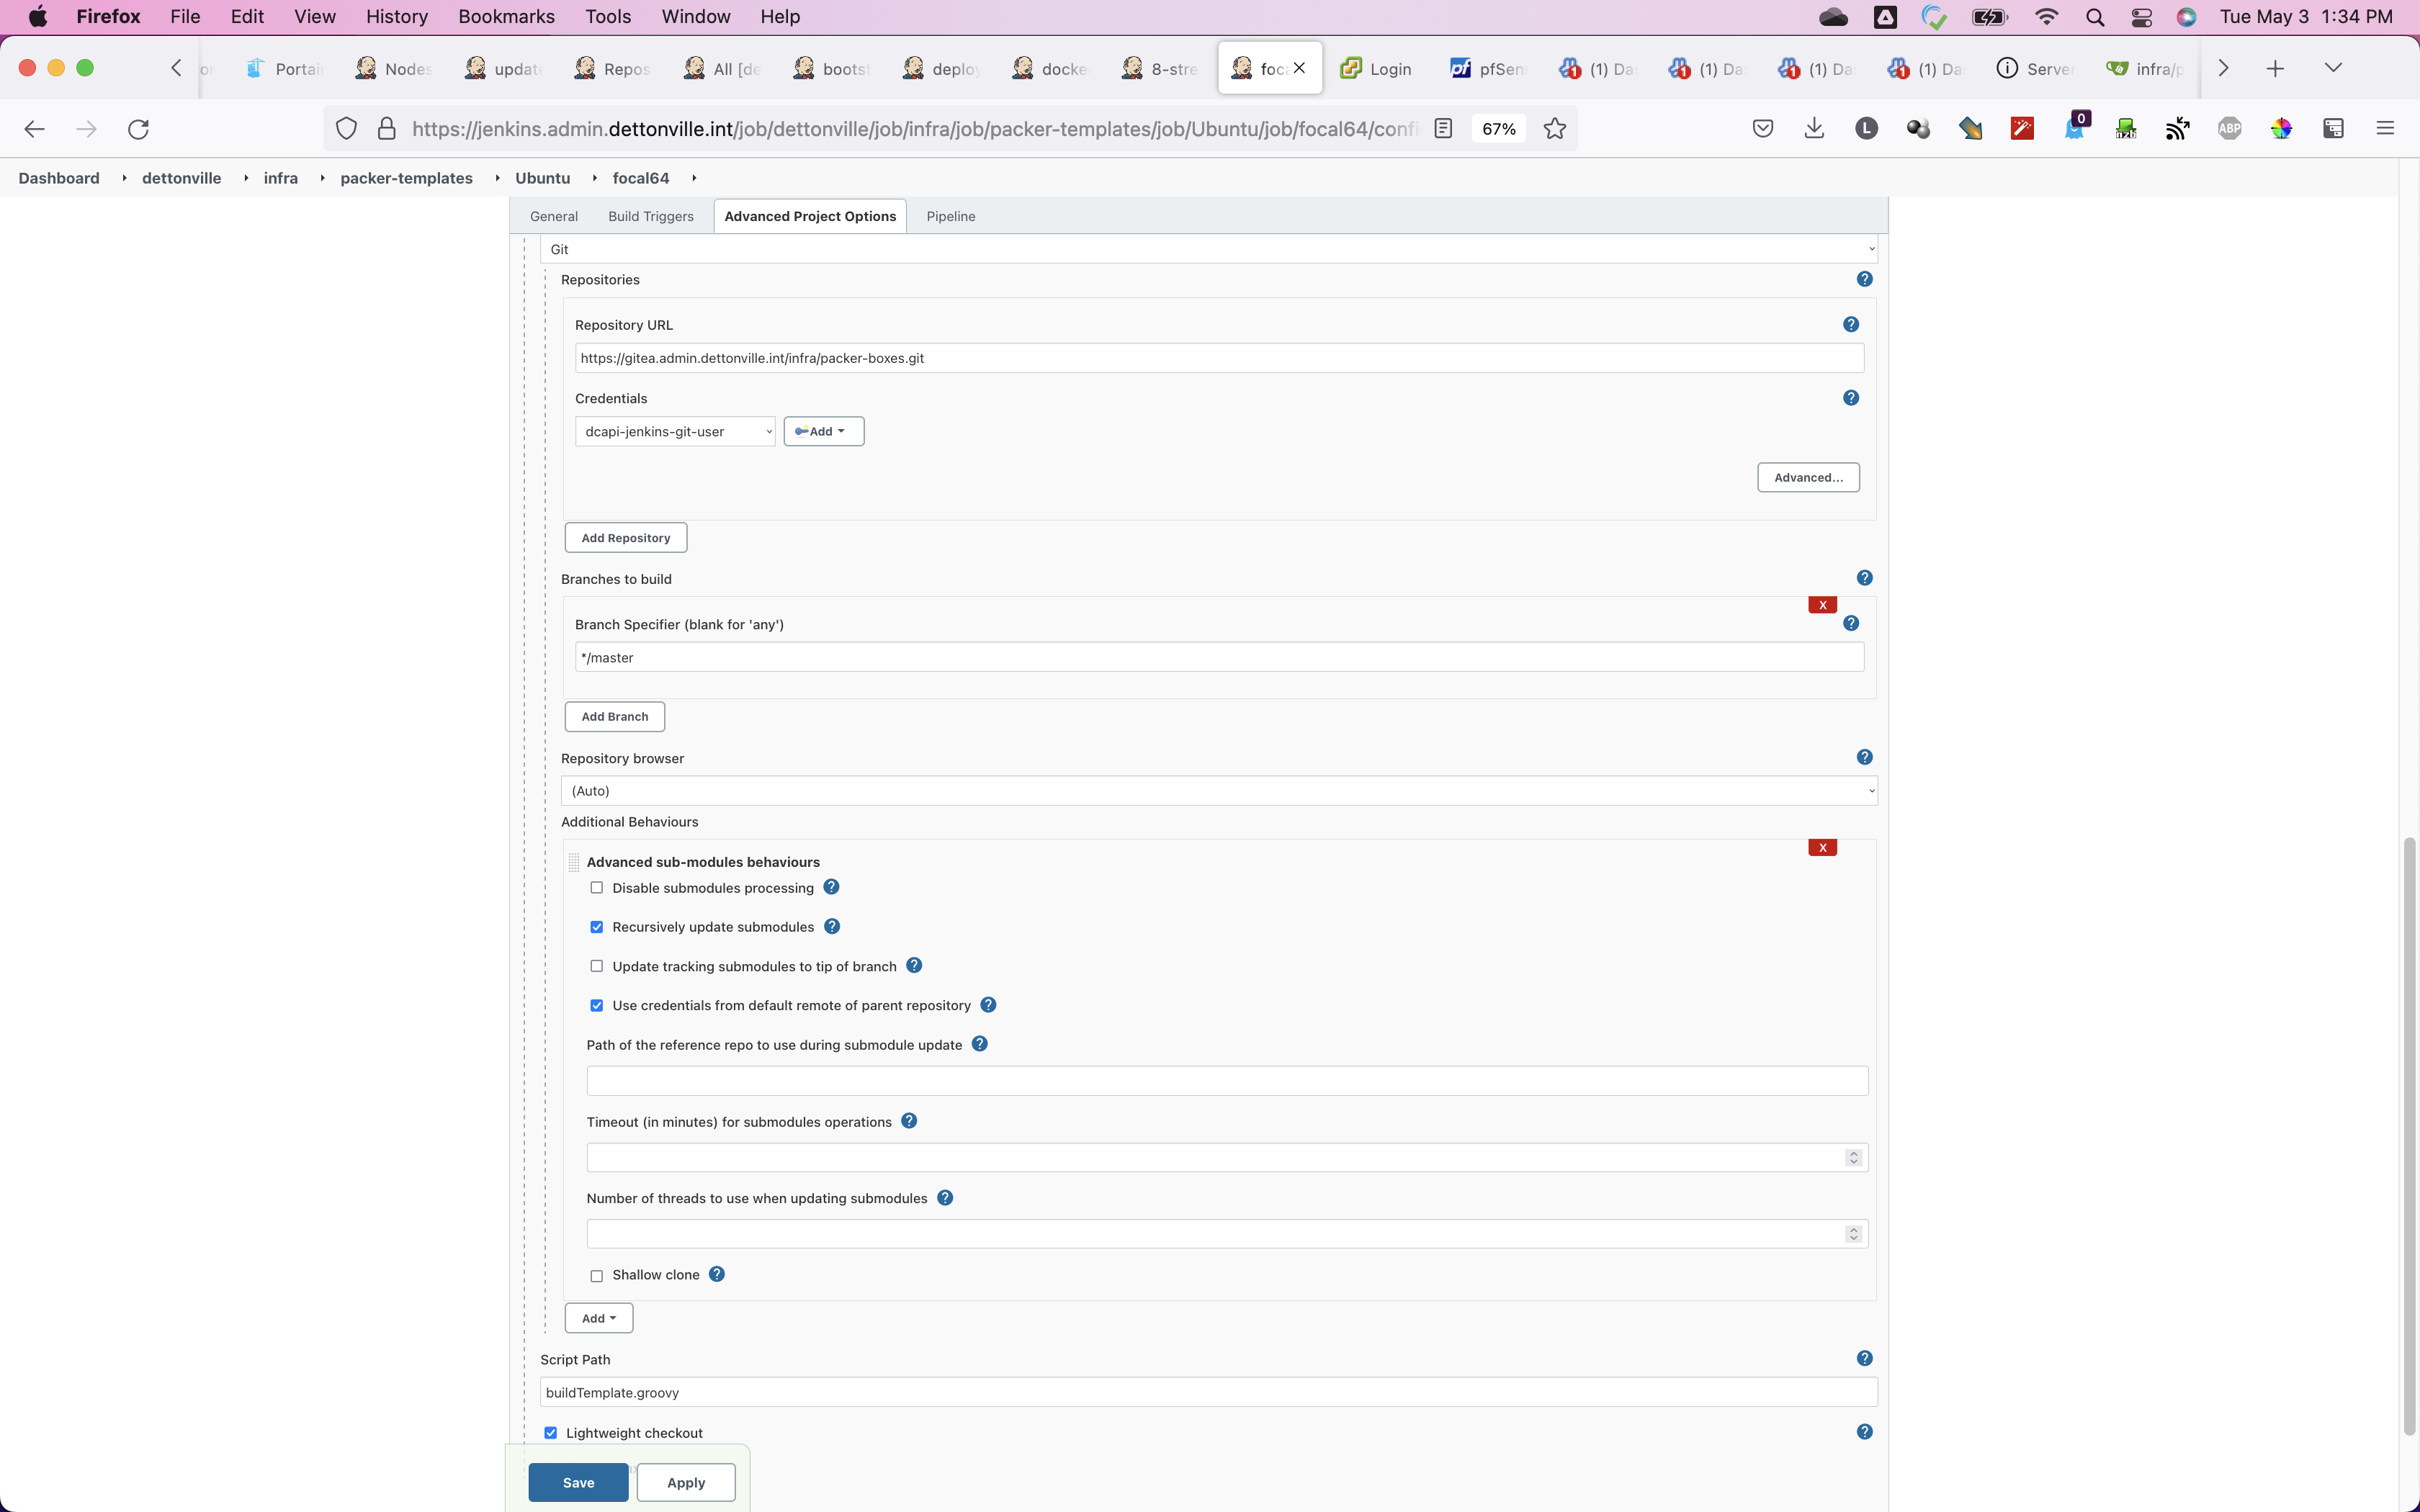 Firefox File Edit View History Bookmarks Tools Window Help Tue May 3 1:34 PM
Portai Nodes updat Repos All [de boots deploy docke 8-stre foc Login pfSen (1) Da (1) Da (1) Da (1) Da Server infra/p
https://jenkins.admin.dettonville.int/job/dettonville/job/infra/job/packer-templates/job/Ubuntu/job/focal64/confi 67% L 0 nzb ABP
Dashboard dettonville infra packer-templates Ubuntu focal64
General Build Triggers Advanced Project Options Pipeline
Git
Repositories
Repository URL
https://gitea.admin.dettonville.int/infra/packer-boxes.git
Credentials
dcapi-jenkins-git-user Add
Advanced...
Add Repository
Branches to build
X
Branch Specifier (blank for 'any')
*/master
Add Branch
Repository browser
(Auto)
Additional Behaviours
X
Advanced sub-modules behaviours
Disable submodules processing
Recursively update submodules
Update tracking submodules to tip of branch
Use credentials from default remote of parent repository
Path of the reference repo to use during submodule update
Timeout (in minutes) for submodules operations
Number of threads to use when updating submodules
Shallow clone
Add
Script Path
buildTemplate.groovy
Lightweight checkout
Save Apply